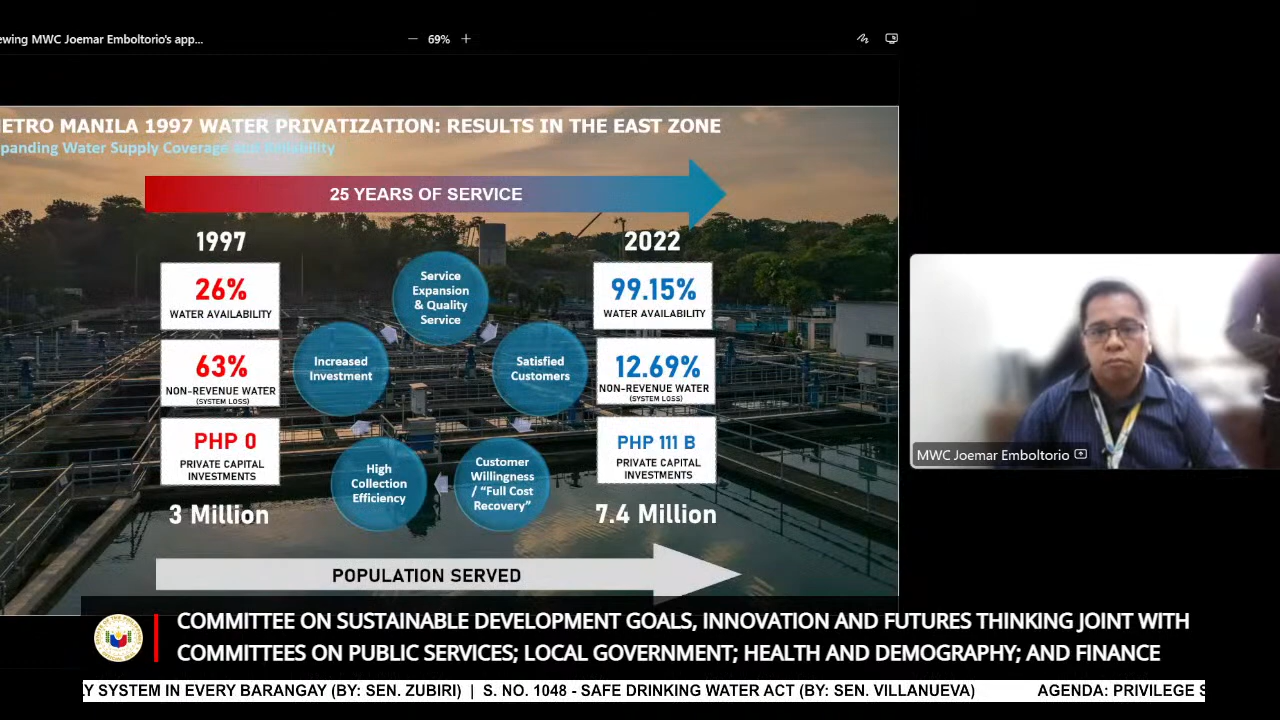 ewing MWC Joemar Emboltorio's app...
69%
ETRO MANILA 1997 WATER PRIVATIZATION: RESULTS IN THE EAST ZONE
panding Water Supply Coverage and Reliability
25 YEARS OF SERVICE
1997
26%
WATER AVAILABILITY
63%
NON-REVENUE WATER
(SYSTEM LOSS)
PHP 0
PRIVATE CAPITAL
INVESTMENTS
3 Million
Service
Expansion
& Quality
Service
Increased
Investment
Satisfied
Customers
High
Collection
Efficiency
Customer
Willingness
/ "Full Cost
Recovery"
2022
99.15%
WATER AVAILABILITY
12.69%
NON-REVENUE WATER
(SYSTEM LOSS)
PHP 111 B
PRIVATE CAPITAL
INVESTMENTS
7.4 Million
POPULATION SERVED
MWC Joemar Emboltorio
COMMITTEE ON SUSTAINABLE DEVELOPMENT GOALS, INNOVATION AND FUTURES THINKING JOINT WITH
COMMITTEES ON PUBLIC SERVICES; LOCAL GOVERNMENT; HEALTH AND DEMOGRAPHY; AND FINANCE
Y SYSTEM IN EVERY BARANGAY (BY: SEN. ZUBIRI) | S. NO. 1048 - SAFE DRINKING WATER ACT (BY: SEN. VILLANUEVA) AGENDA: PRIVILEGE S